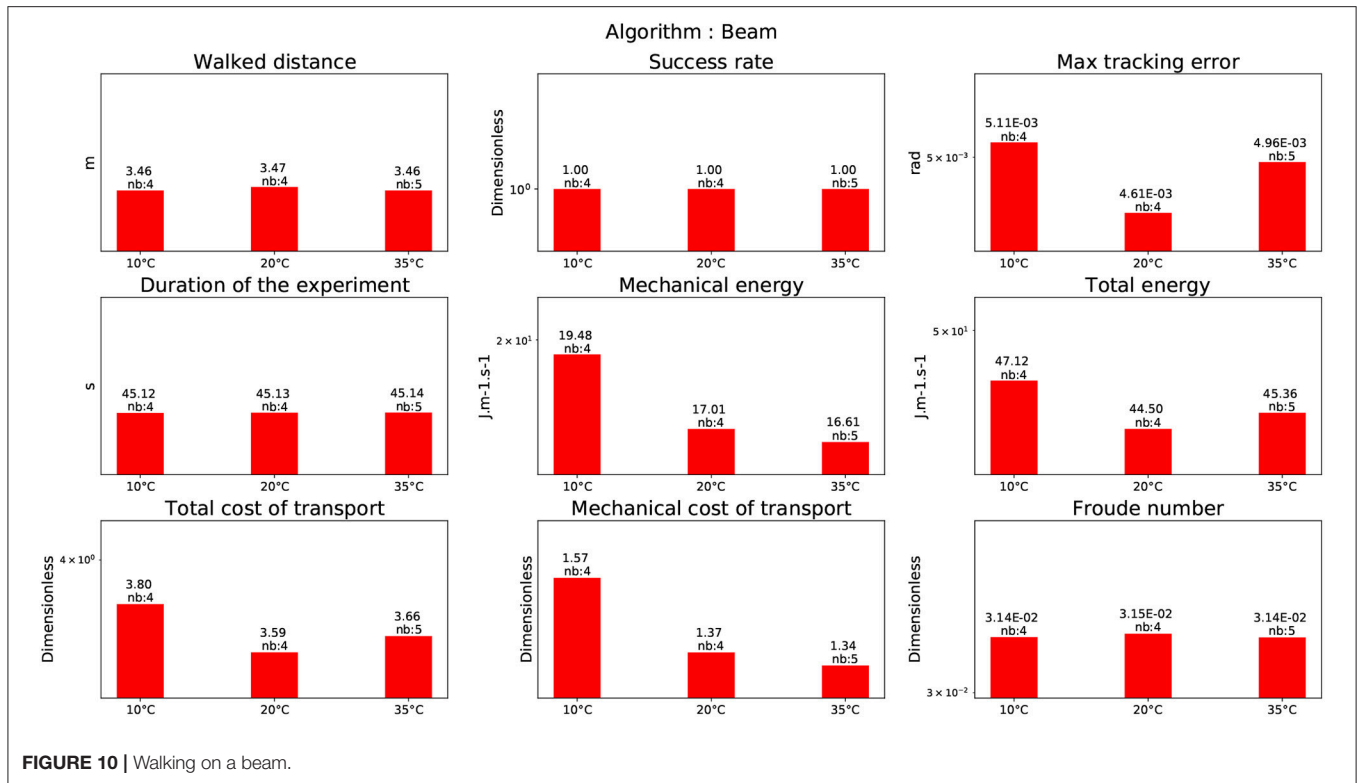 Algorithm : Beam
Walked distance
m
3.46
nb:4
3.47
nb:4
3.46
nb:5
10°C
20°C
35°C
Success rate
Dimensionless
10⁰
1.00
nb:4
1.00
nb:4
1.00
nb:5
10°C
20°C
35°C
Max tracking error
rad
5 × 10⁻³
5.11E-03
nb:4
4.61E-03
nb:4
4.96E-03
nb:5
10°C
20°C
35°C
Duration of the experiment
s
45.12
nb:4
45.13
nb:4
45.14
nb:5
10°C
20°C
35°C
Mechanical energy
J.m-1.s-1
2 × 10¹
19.48
nb:4
17.01
nb:4
16.61
nb:5
10°C
20°C
35°C
Total energy
J.m-1.s-1
5 × 10¹
47.12
nb:4
44.50
nb:4
45.36
nb:5
10°C
20°C
35°C
Total cost of transport
Dimensionless
4 × 10⁰
3.80
nb:4
3.59
nb:4
3.66
nb:5
10°C
20°C
35°C
Mechanical cost of transport
Dimensionless
1.57
nb:4
1.37
nb:4
1.34
nb:5
10°C
20°C
35°C
Froude number
Dimensionless
3 × 10⁻²
3.14E-02
nb:4
3.15E-02
nb:4
3.14E-02
nb:5
10°C
20°C
35°C
FIGURE 10 | Walking on a beam.